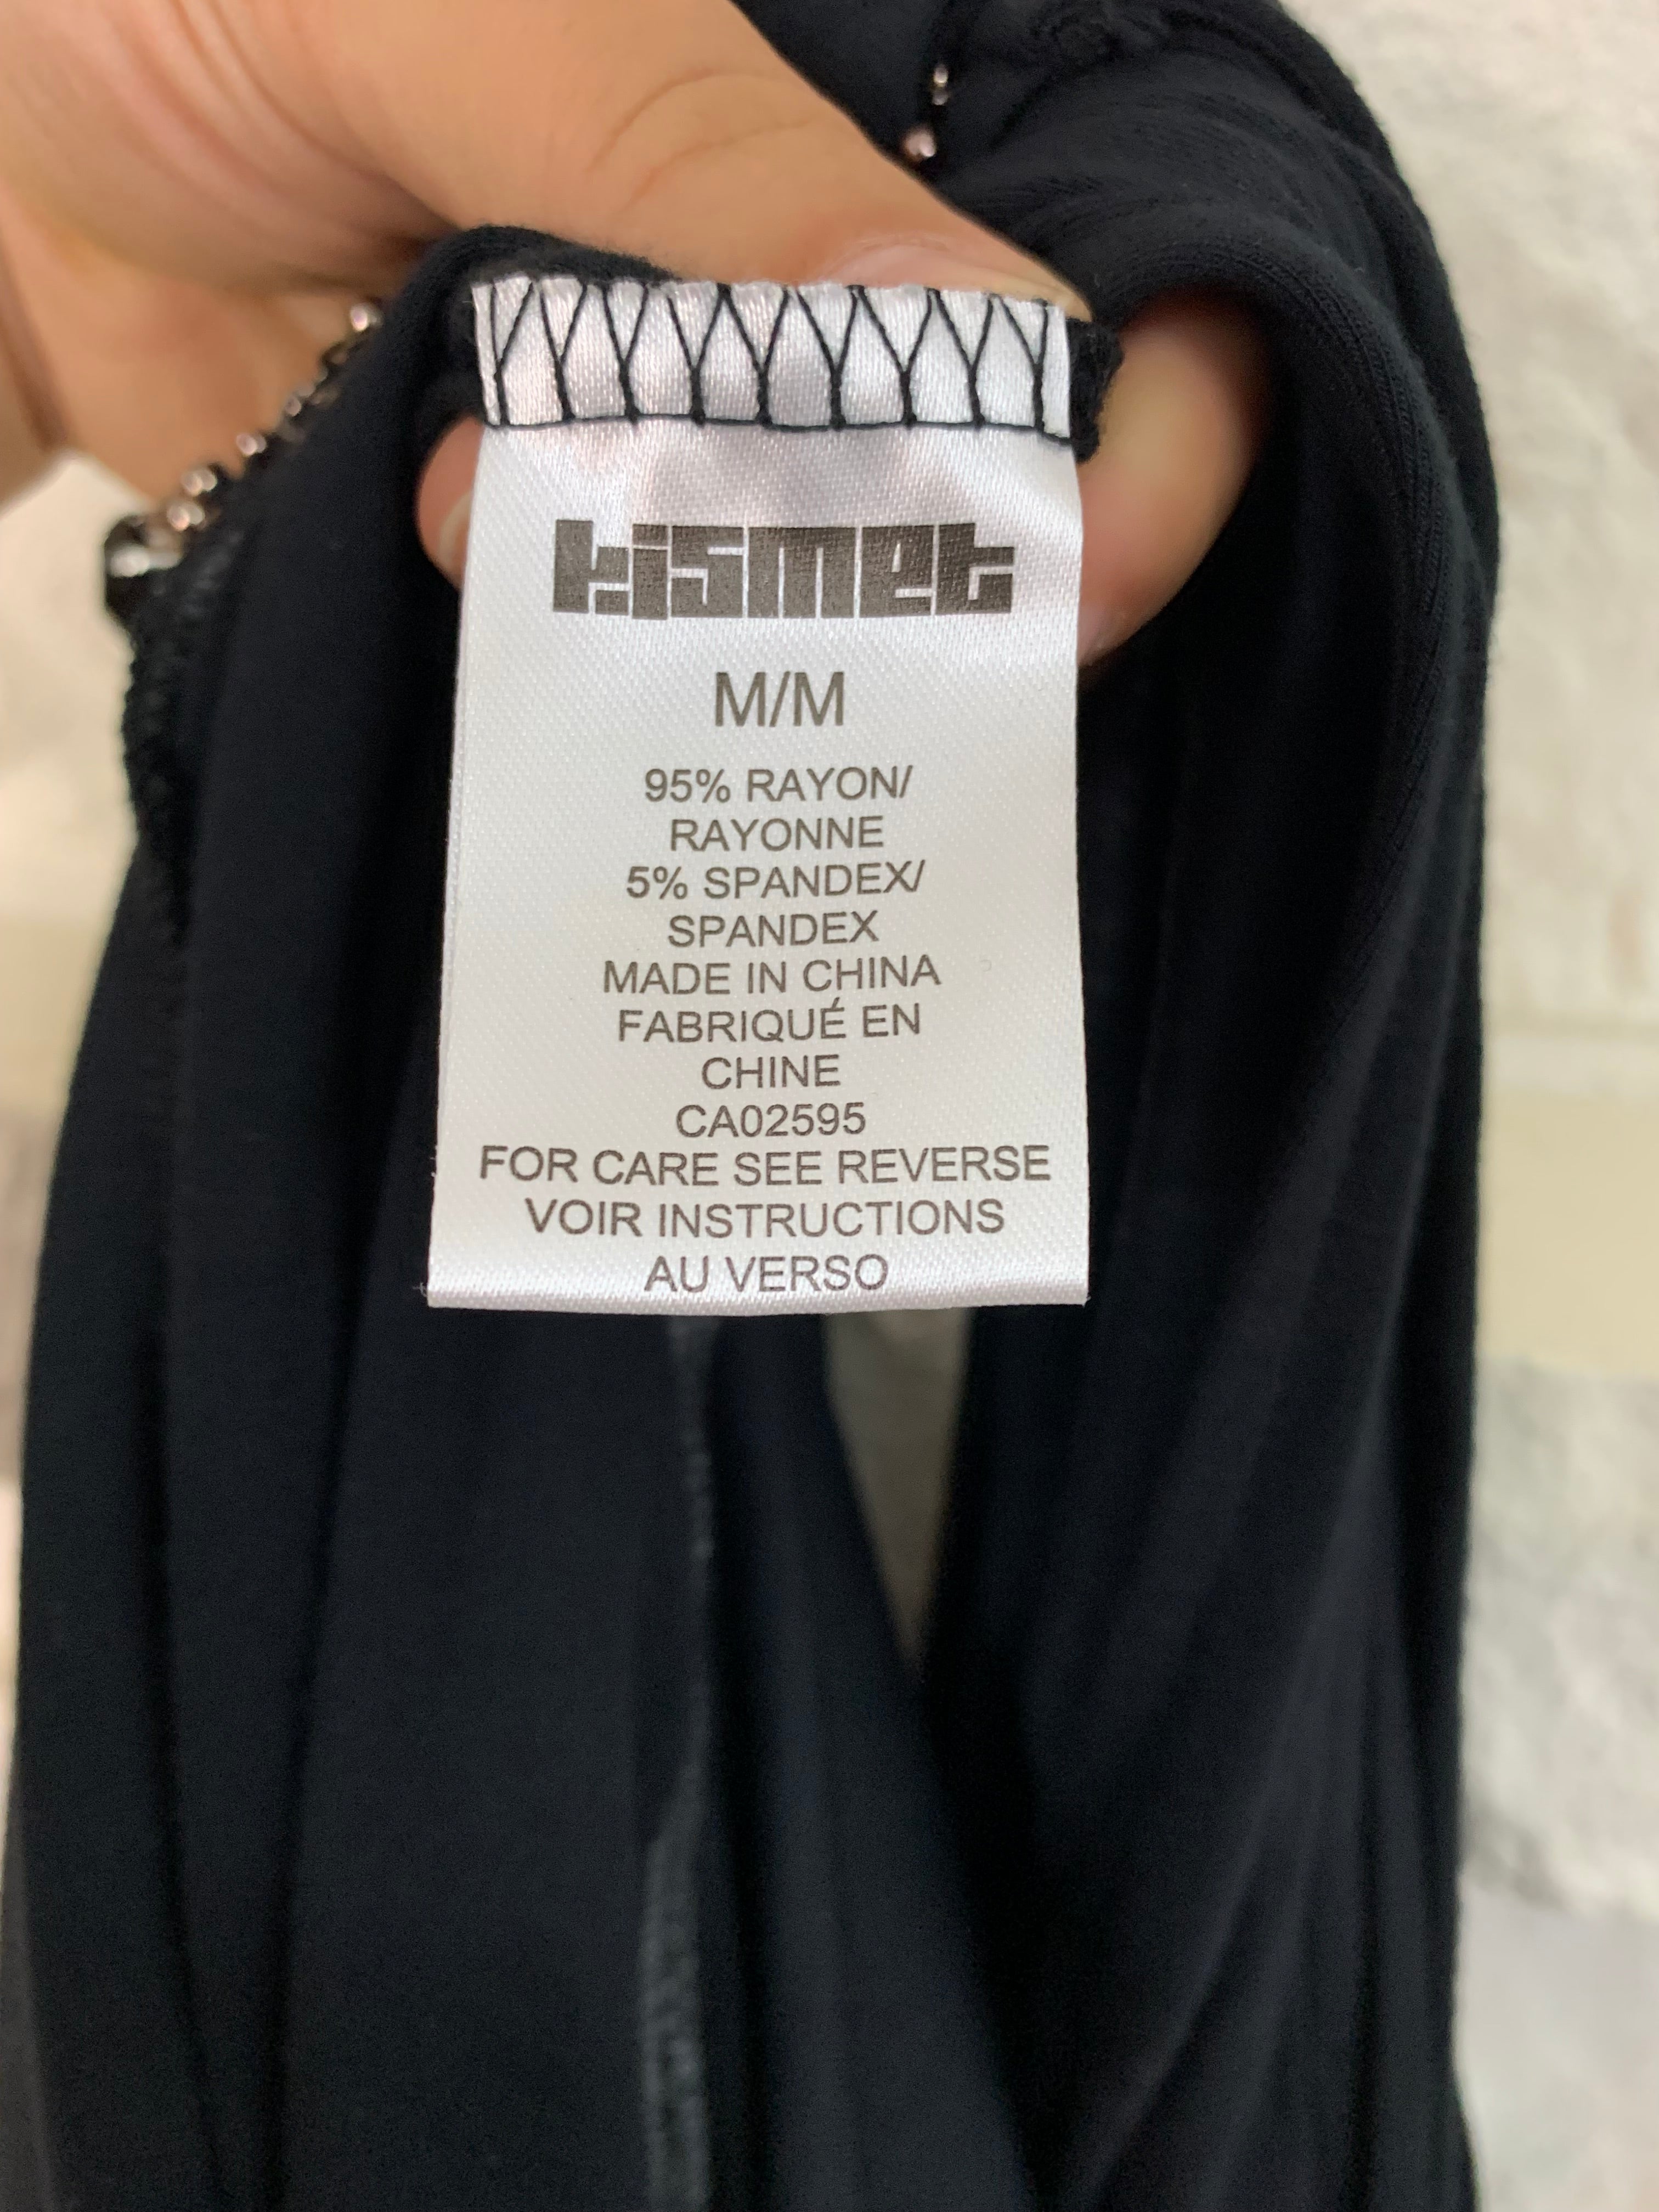 kismet
M/M
95% RAYON/
RAYONNE
5% SPANDEX/
SPANDEX
MADE IN CHINA
FABRIQUÉ EN
CHINE
CA02595
FOR CARE SEE REVERSE
VOIR INSTRUCTIONS
AU VERSO